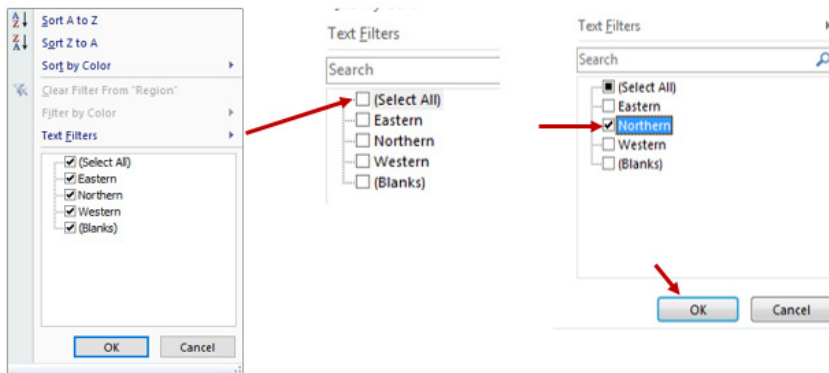 Sort A to Z
Sort Z to A
Sort by Color
Clear Filter From "Region"
Filter by Color
Text Filters
(Select All)
Eastern
Northern
Western
(Blanks)
OK Cancel
Text Filters
Search
(Select All)
Eastern
Northern
Western
(Blanks)
Text Filters
Search
(Select All)
Eastern
Northern
Western
(Blanks)
OK Cancel